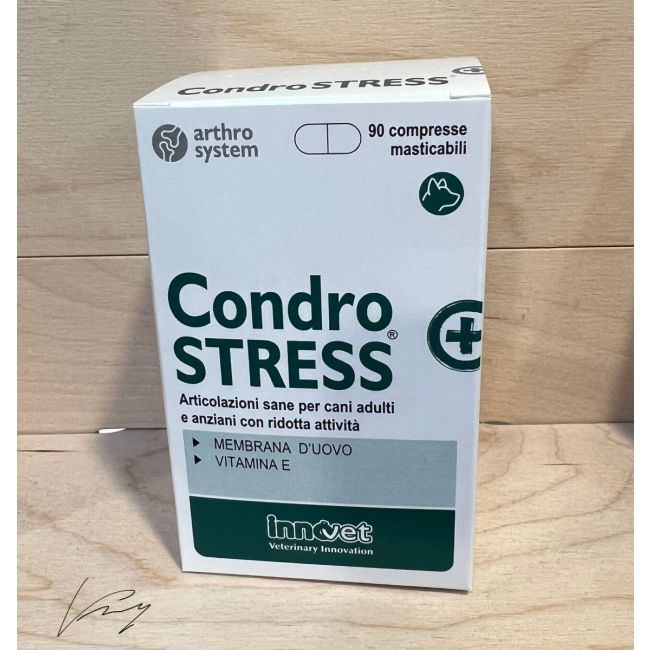 Condro STRESS
arthro
system
90 compresse
masticabili
Condro
STRESS®
Articolazioni sane per cani adulti
e anziani con ridotta attività
MEMBRANA D'UOVO
VITAMINA E
innovet
Veterinary Innovation